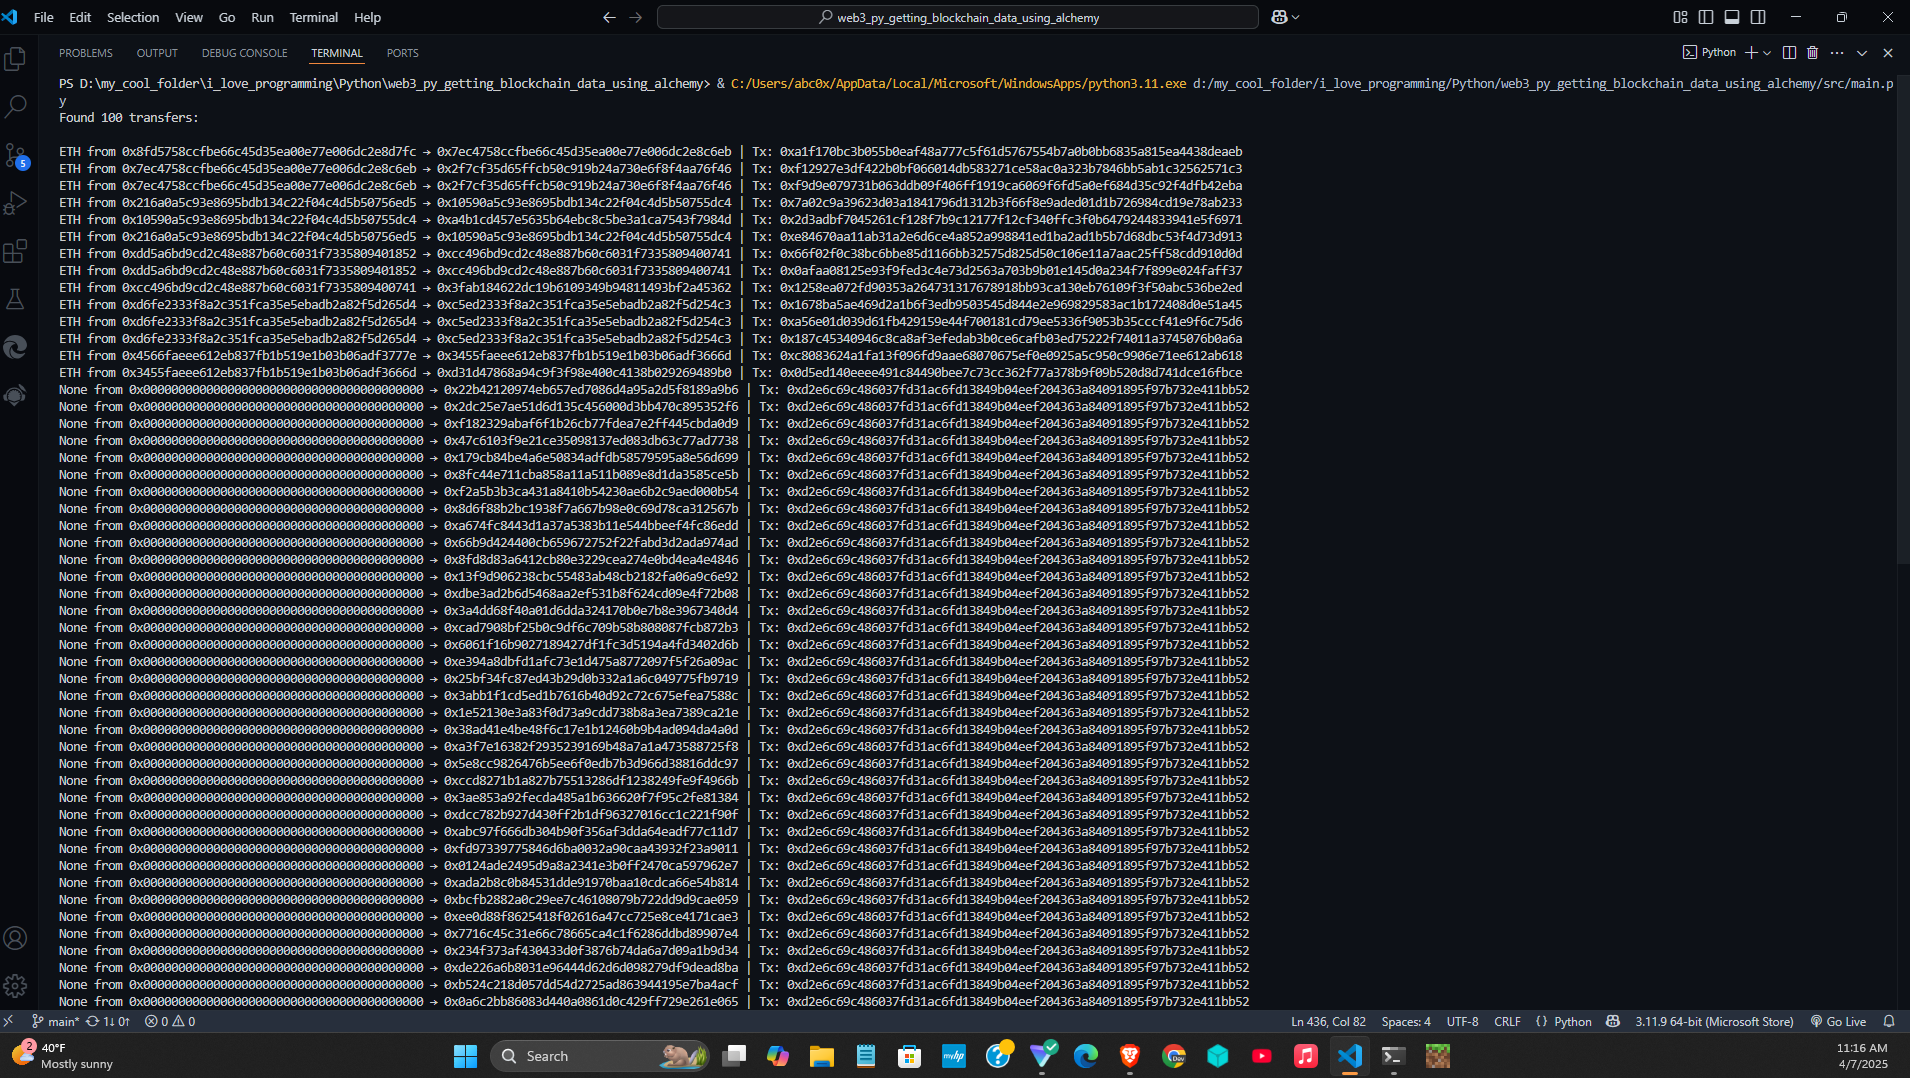 File Edit Selection View Go Run Terminal Help
web3_py_getting_blockchain_data_using_alchemy
PROBLEMS OUTPUT DEBUG CONSOLE TERMINAL PORTS
Python
PS D:\my_cool_folder\i_love_programming\Python\web3_py_getting_blockchain_data_using_alchemy> & C:/Users/abc0x/AppData/Local/Microsoft/WindowsApps/python3.11.exe d:/my_cool_folder/i_love_programming/Python/web3_py_getting_blockchain_data_using_alchemy/src/main.p
y
Found 100 transfers:
ETH from 0x8fd5758ccfbe66c45d35ea00e77e006dc2e8d7fc → 0x7ec4758ccfbe66c45d35ea00e77e006dc2e8c6eb | Tx: 0xa1f170bc3b055b0eaf48a777c5f61d5767554b7a0b0bb6835a815ea4438deaeb
ETH from 0x7ec4758ccfbe66c45d35ea00e77e006dc2e8c6eb → 0x2f7cf35d65ffcb50c919b24a730e6f8f4aa76f46 | Tx: 0xf12927e3df422b0bf066014db583271ce58ac0a323b7846bb5ab1c32562571c3
ETH from 0x7ec4758ccfbe66c45d35ea00e77e006dc2e8c6eb → 0x2f7cf35d65ffcb50c919b24a730e6f8f4aa76f46 | Tx: 0xf9d9e079731b063ddb09f406ff1919ca6069f6fd5a0ef684d35c92f4dfb42eba
ETH from 0x216a0a5c93e8695bdb134c22f04c4d5b50756ed5 → 0x10590a5c93e8695bdb134c22f04c4d5b50755dc4 | Tx: 0x7a02c9a39623d03a1841796d1312b3f66f8e9aded01d1b726984cd19e78ab233
ETH from 0x10590a5c93e8695bdb134c22f04c4d5b50755dc4 → 0xa4b1cd457e5635b64ebc8c5be3a1ca7543f7984d | Tx: 0x2d3adbf7045261cf128f7b9c12177f12cf340ffc3f0b6479244833941e5f6971
ETH from 0x216a0a5c93e8695bdb134c22f04c4d5b50756ed5 → 0x10590a5c93e8695bdb134c22f04c4d5b50755dc4 | Tx: 0xe84670aa11ab31a2e6d6ce4a852a998841ed1ba2ad1b5b7d68dbc53f4d73d913
ETH from 0xdd5a6bd9cd2c48e887b60c6031f7335809401852 → 0xcc496bd9cd2c48e887b60c6031f7335809400741 | Tx: 0x66f02f0c38bc6bbe85d1166bb32575d825d50c106e11a7aac25ff58cdd910d0d
ETH from 0xdd5a6bd9cd2c48e887b60c6031f7335809401852 → 0xcc496bd9cd2c48e887b60c6031f7335809400741 | Tx: 0x0afaa08125e93f9fed3c4e73d2563a703b9b01e145d0a234f7f899e024faff37
ETH from 0xcc496bd9cd2c48e887b60c6031f7335809400741 → 0x3fab184622dc19b6109349b94811493bf2a45362 | Tx: 0x1258ea072fd90353a264731317678918bb93ca130eb76109f3f50abc536be2ed
ETH from 0xd6fe2333f8a2c351fca35e5ebadb2a82f5d265d4 → 0xc5ed2333f8a2c351fca35e5ebadb2a82f5d254c3 | Tx: 0x1678ba5ae469d2a1b6f3edb9503545d844e2e969829583ac1b172408d0e51a45
ETH from 0xd6fe2333f8a2c351fca35e5ebadb2a82f5d265d4 → 0xc5ed2333f8a2c351fca35e5ebadb2a82f5d254c3 | Tx: 0xa56e01d039d61fb429159e44f700181cd79ee5336f9053b35cccf41e9f6c75d6
ETH from 0xd6fe2333f8a2c351fca35e5ebadb2a82f5d265d4 → 0xc5ed2333f8a2c351fca35e5ebadb2a82f5d254c3 | Tx: 0x187c45340946c8ca8af3efedab3b0ce6cafb03ed75222f74011a3745076b0a6a
ETH from 0x4566faeee612eb837fb1b519e1b03b06adf3777e → 0x3455faeee612eb837fb1b519e1b03b06adf3666d | Tx: 0xc8083624a1fa13f096fd9aae68070675ef0e0925a5c950c9906e71ee612ab618
ETH from 0x3455faeee612eb837fb1b519e1b03b06adf3666d → 0xd31d47868a94c9f3f98e400c4138b029269489b0 | Tx: 0x0d5ed140eeee491c84490bee7c73cc362f77a378b9f09b520d8d741dce16fbce
None from 0x0000000000000000000000000000000000000000 → 0x22b42120974eb657ed7086d4a95a2d5f8189a9b6 | Tx: 0xd2e6c69c486037fd31ac6fd13849b04eef204363a84091895f97b732e411bb52
None from 0x0000000000000000000000000000000000000000 → 0x2dc25e7ae51d6d135c456000d3bb470c895352f6 | Tx: 0xd2e6c69c486037fd31ac6fd13849b04eef204363a84091895f97b732e411bb52
None from 0x0000000000000000000000000000000000000000 → 0xf182329abaf6f1b26cb77fdea7e2ff445cbda0d9 | Tx: 0xd2e6c69c486037fd31ac6fd13849b04eef204363a84091895f97b732e411bb52
None from 0x0000000000000000000000000000000000000000 → 0x47c6103f9e21ce35098137ed083db63c77ad7738 | Tx: 0xd2e6c69c486037fd31ac6fd13849b04eef204363a84091895f97b732e411bb52
None from 0x0000000000000000000000000000000000000000 → 0x179cb84be4a6e50834adfdb58579595a8e56d699 | Tx: 0xd2e6c69c486037fd31ac6fd13849b04eef204363a84091895f97b732e411bb52
None from 0x0000000000000000000000000000000000000000 → 0x8fc44e711cba858a11a511b089e8d1da3585ce5b | Tx: 0xd2e6c69c486037fd31ac6fd13849b04eef204363a84091895f97b732e411bb52
None from 0x0000000000000000000000000000000000000000 → 0xf2a5b3b3ca431a8410b54230ae6b2c9aed000b54 | Tx: 0xd2e6c69c486037fd31ac6fd13849b04eef204363a84091895f97b732e411bb52
None from 0x0000000000000000000000000000000000000000 → 0x8d6f88b2bc1938f7a667b98e0c69d78ca312567b | Tx: 0xd2e6c69c486037fd31ac6fd13849b04eef204363a84091895f97b732e411bb52
None from 0x0000000000000000000000000000000000000000 → 0xa674fc8443d1a37a5383b11e544bbeef4fc86edd | Tx: 0xd2e6c69c486037fd31ac6fd13849b04eef204363a84091895f97b732e411bb52
None from 0x0000000000000000000000000000000000000000 → 0x66b9d424400cb659672752f22fabd3d2ada974ad | Tx: 0xd2e6c69c486037fd31ac6fd13849b04eef204363a84091895f97b732e411bb52
None from 0x0000000000000000000000000000000000000000 → 0x8fd8d83a6412cb80e3229cea274e0bd4ea4e4846 | Tx: 0xd2e6c69c486037fd31ac6fd13849b04eef204363a84091895f97b732e411bb52
None from 0x0000000000000000000000000000000000000000 → 0x13f9d906238cbc55483ab48cb2182fa06a9c6e92 | Tx: 0xd2e6c69c486037fd31ac6fd13849b04eef204363a84091895f97b732e411bb52
None from 0x0000000000000000000000000000000000000000 → 0xdbe3ad2b6d5468aa2ef531b8f624cd09e4f72b08 | Tx: 0xd2e6c69c486037fd31ac6fd13849b04eef204363a84091895f97b732e411bb52
None from 0x0000000000000000000000000000000000000000 → 0x3a4dd68f40a01d6dda324170b0e7b8e3967340d4 | Tx: 0xd2e6c69c486037fd31ac6fd13849b04eef204363a84091895f97b732e411bb52
None from 0x0000000000000000000000000000000000000000 → 0xcad7908bf25b0c9df6c709b58b808087fcb872b3 | Tx: 0xd2e6c69c486037fd31ac6fd13849b04eef204363a84091895f97b732e411bb52
None from 0x0000000000000000000000000000000000000000 → 0x6061f16b9027189427df1fc3d5194a4fd3402d6b | Tx: 0xd2e6c69c486037fd31ac6fd13849b04eef204363a84091895f97b732e411bb52
None from 0x0000000000000000000000000000000000000000 → 0xe394a8dbfd1afc73e1d475a8772097f5f26a09ac | Tx: 0xd2e6c69c486037fd31ac6fd13849b04eef204363a84091895f97b732e411bb52
None from 0x0000000000000000000000000000000000000000 → 0x25bf34fc87ed43b29d0b332a1a6c049775fb9719 | Tx: 0xd2e6c69c486037fd31ac6fd13849b04eef204363a84091895f97b732e411bb52
None from 0x0000000000000000000000000000000000000000 → 0x3abb1f1cd5ed1b7616b40d92c72c675efea7588c | Tx: 0xd2e6c69c486037fd31ac6fd13849b04eef204363a84091895f97b732e411bb52
None from 0x0000000000000000000000000000000000000000 → 0x1e52130e3a83f0d73a9cdd738b8a3ea7389ca21e | Tx: 0xd2e6c69c486037fd31ac6fd13849b04eef204363a84091895f97b732e411bb52
None from 0x0000000000000000000000000000000000000000 → 0x38ad41e4be48f6c17e1b12460b9b4ad094da4a0d | Tx: 0xd2e6c69c486037fd31ac6fd13849b04eef204363a84091895f97b732e411bb52
None from 0x0000000000000000000000000000000000000000 → 0xa3f7e16382f2935239169b48a7a1a473588725f8 | Tx: 0xd2e6c69c486037fd31ac6fd13849b04eef204363a84091895f97b732e411bb52
None from 0x0000000000000000000000000000000000000000 → 0x5e8cc9826476b5ee6f0edb7b3d966d38816ddc97 | Tx: 0xd2e6c69c486037fd31ac6fd13849b04eef204363a84091895f97b732e411bb52
None from 0x0000000000000000000000000000000000000000 → 0xccd8271b1a827b75513286df1238249fe9f4966b | Tx: 0xd2e6c69c486037fd31ac6fd13849b04eef204363a84091895f97b732e411bb52
None from 0x0000000000000000000000000000000000000000 → 0x3ae853a92fecda485a1b636620f7f95c2fe81384 | Tx: 0xd2e6c69c486037fd31ac6fd13849b04eef204363a84091895f97b732e411bb52
None from 0x0000000000000000000000000000000000000000 → 0xdcc782b927d430ff2b1df96327016cc1c221f90f | Tx: 0xd2e6c69c486037fd31ac6fd13849b04eef204363a84091895f97b732e411bb52
None from 0x0000000000000000000000000000000000000000 → 0xabc97f666db304b90f356af3dda64eadf77c11d7 | Tx: 0xd2e6c69c486037fd31ac6fd13849b04eef204363a84091895f97b732e411bb52
None from 0x0000000000000000000000000000000000000000 → 0xfd97339775846d6ba0032a90caa43932f23a9011 | Tx: 0xd2e6c69c486037fd31ac6fd13849b04eef204363a84091895f97b732e411bb52
None from 0x0000000000000000000000000000000000000000 → 0x0124ade2495d9a8a2341e3b0ff2470ca597962e7 | Tx: 0xd2e6c69c486037fd31ac6fd13849b04eef204363a84091895f97b732e411bb52
None from 0x0000000000000000000000000000000000000000 → 0xada2b8c0b84531dde91970baa10cdca66e54b814 | Tx: 0xd2e6c69c486037fd31ac6fd13849b04eef204363a84091895f97b732e411bb52
None from 0x0000000000000000000000000000000000000000 → 0xbcfb2882a0c29ee7c46108079b722dd9d9cae059 | Tx: 0xd2e6c69c486037fd31ac6fd13849b04eef204363a84091895f97b732e411bb52
None from 0x0000000000000000000000000000000000000000 → 0xee0d88f8625418f02616a47cc725e8ce4171cae3 | Tx: 0xd2e6c69c486037fd31ac6fd13849b04eef204363a84091895f97b732e411bb52
None from 0x0000000000000000000000000000000000000000 → 0x7716c45c31e66c78665ca4c1f6286ddbd89907e4 | Tx: 0xd2e6c69c486037fd31ac6fd13849b04eef204363a84091895f97b732e411bb52
None from 0x0000000000000000000000000000000000000000 → 0x234f373af430433d0f3876b74da6a7d09a1b9d34 | Tx: 0xd2e6c69c486037fd31ac6fd13849b04eef204363a84091895f97b732e411bb52
None from 0x0000000000000000000000000000000000000000 → 0xde226a6b8031e96444d62d6d098279df9dead8ba | Tx: 0xd2e6c69c486037fd31ac6fd13849b04eef204363a84091895f97b732e411bb52
None from 0x0000000000000000000000000000000000000000 → 0xb524c218d057dd54d2725ad863944195e7ba4acf | Tx: 0xd2e6c69c486037fd31ac6fd13849b04eef204363a84091895f97b732e411bb52
None from 0x0000000000000000000000000000000000000000 → 0x0a6c2bb86083d440a0861d0c429ff729e261e065 | Tx: 0xd2e6c69c486037fd31ac6fd13849b04eef204363a84091895f97b732e411bb52
5
main* 1↓ 0↑ 0 0 Ln 436, Col 82 Spaces: 4 UTF-8 CRLF {} Python 3.11.9 64-bit (Microsoft Store) Go Live
2
40°F
Mostly sunny
Search
myhp
Dev
11:16 AM
4/7/2025